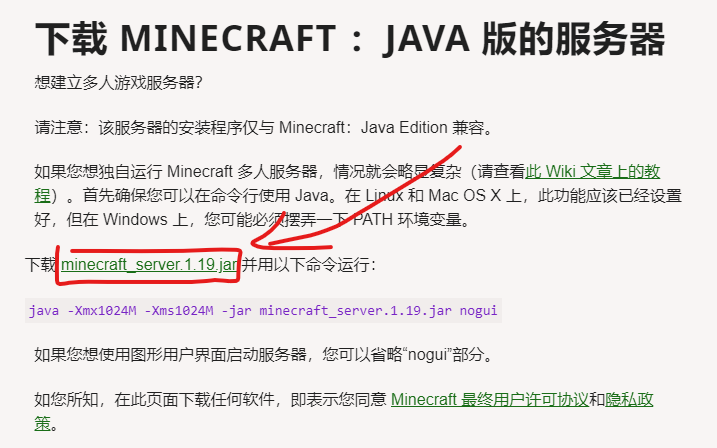 下载 MINECRAFT ：JAVA 版的服务器
想建立多人游戏服务器？
请注意：该服务器的安装程序仅与 Minecraft：Java Edition 兼容。
如果您想独自运行 Minecraft 多人服务器，情况就会略显复杂（请查看此 Wiki 文章上的教
程）。首先确保您可以在命令行使用 Java。在 Linux 和 Mac OS X 上，此功能应该已经设置
好，但在 Windows 上，您可能必须摆弄一下 PATH 环境变量。
下载 minecraft_server.1.19.jar 并用以下命令运行：
java -Xmx1024M -Xms1024M -jar minecraft_server.1.19.jar nogui
如果您想使用图形用户界面启动服务器，您可以省略“nogui”部分。
如您所知，在此页面下载任何软件，即表示您同意 Minecraft 最终用户许可协议和隐私政
策。